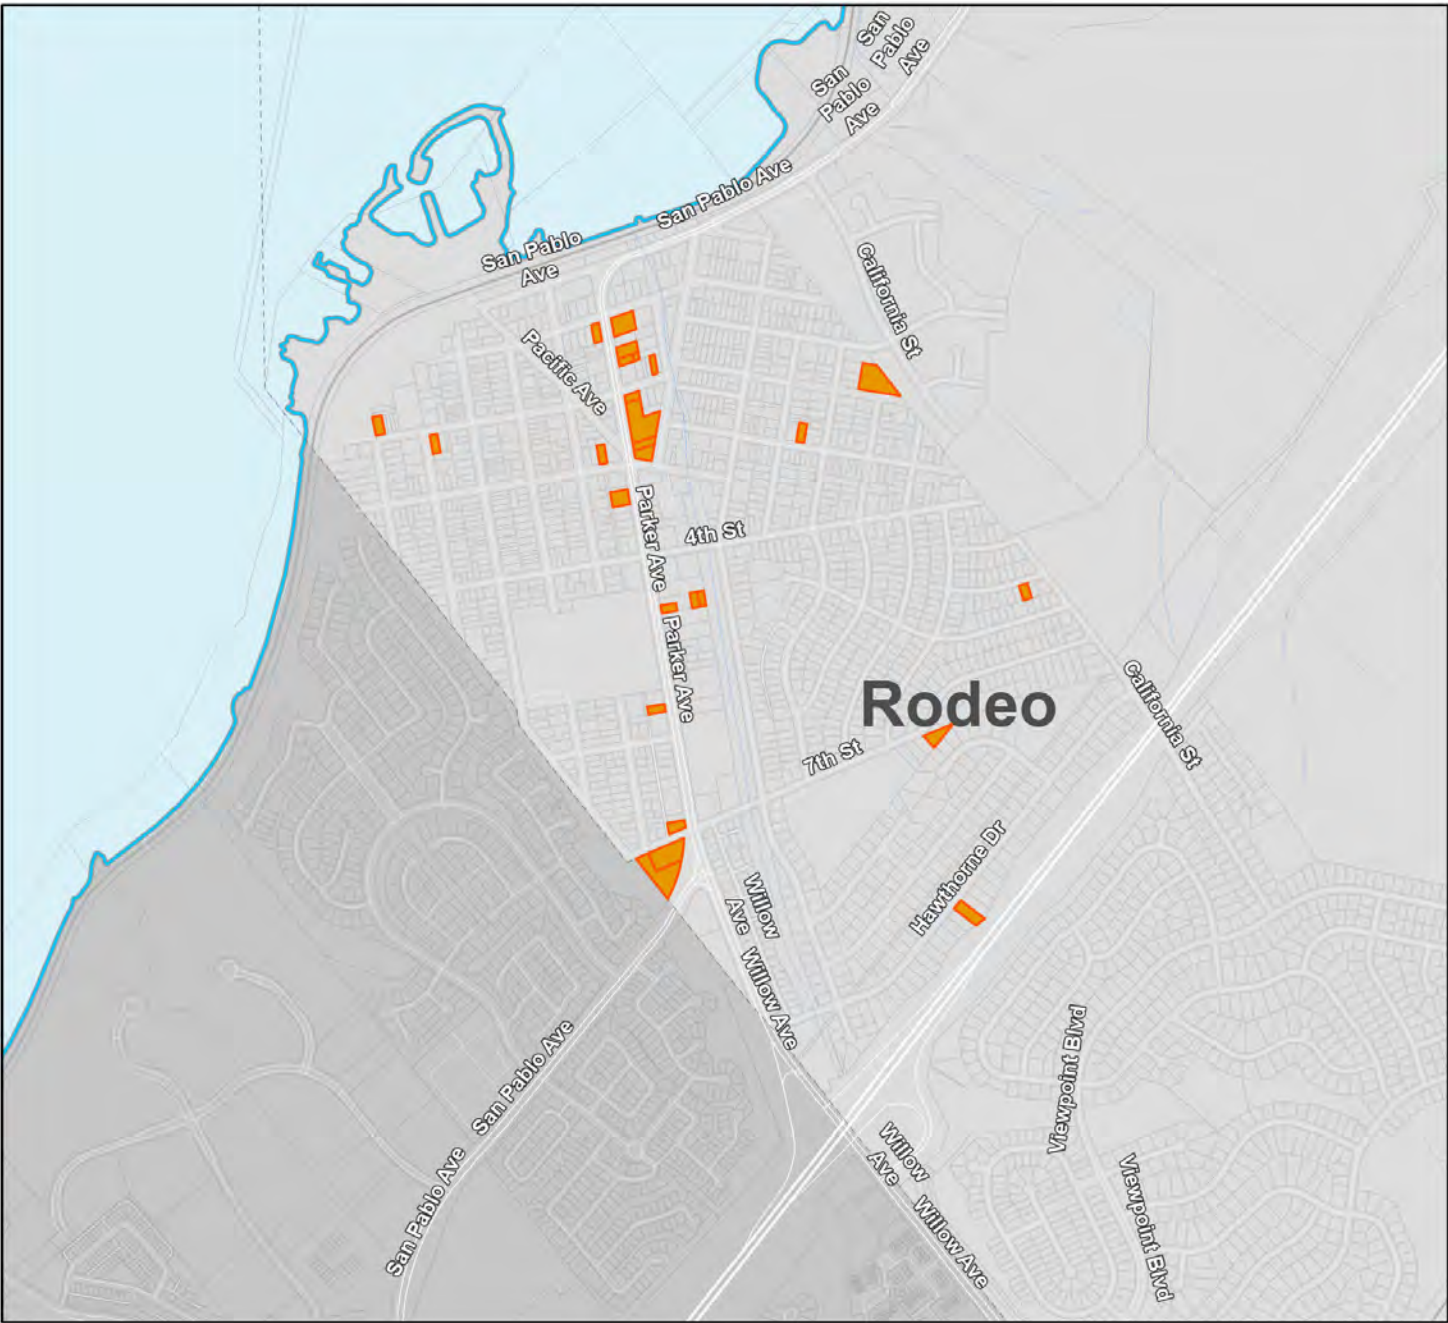 San
Pablo
Ave
San
Pablo
Ave
San Pablo Ave
San Pablo
Ave
California St
Pacific Ave
Parker Ave
4th St
Parker Ave
Rodeo
California St
7th St
Hawthorne Dr
Willow
Ave
Willow Ave
San Pablo Ave
San Pablo Ave
Viewpoint Blvd
Willow
Ave
Viewpoint Blvd
Willow Ave